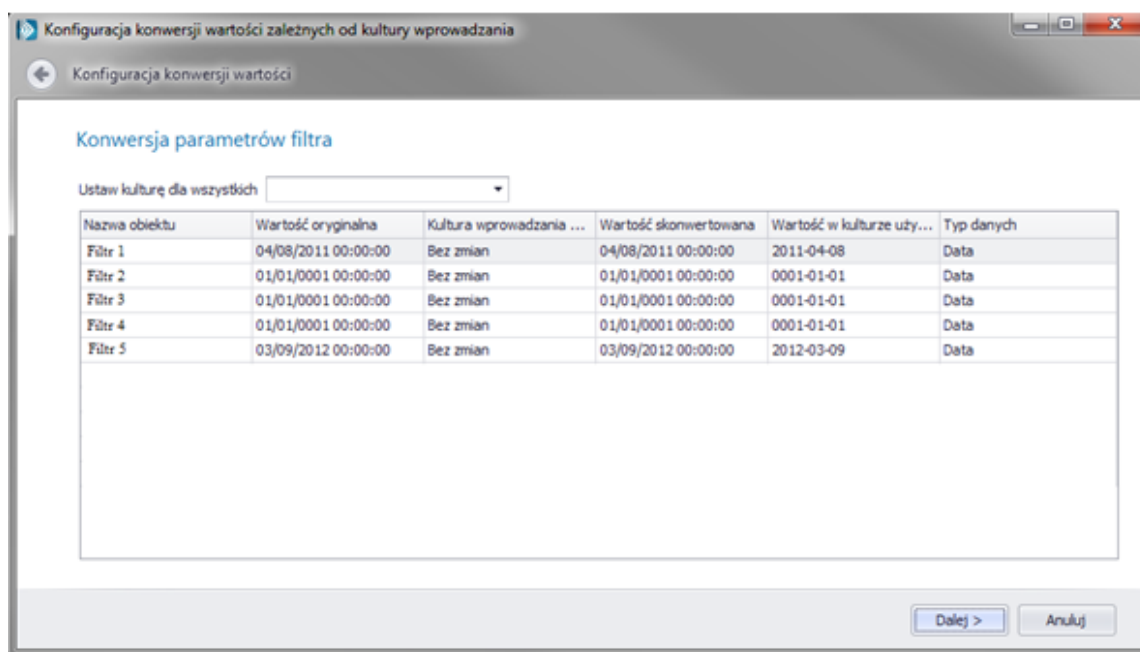 Konfiguracja konwersji wartości zależnych od kultury wprowadzania
Konfiguracja konwersji wartości
Konwersja parametrów filtra
Ustaw kulturę dla wszystkich
Nazwa obiektu Wartość oryginalna Kultura wprowadzania ... Wartość skonwertowana Wartość w kulturze uży... Typ danych
Filtr 1 04/08/2011 00:00:00 Bez zmian 04/08/2011 00:00:00 2011-04-08 Data
Filtr 2 01/01/0001 00:00:00 Bez zmian 01/01/0001 00:00:00 0001-01-01 Data
Filtr 3 01/01/0001 00:00:00 Bez zmian 01/01/0001 00:00:00 0001-01-01 Data
Filtr 4 01/01/0001 00:00:00 Bez zmian 01/01/0001 00:00:00 0001-01-01 Data
Filtr 5 03/09/2012 00:00:00 Bez zmian 03/09/2012 00:00:00 2012-03-09 Data
Dalej > Anuluj